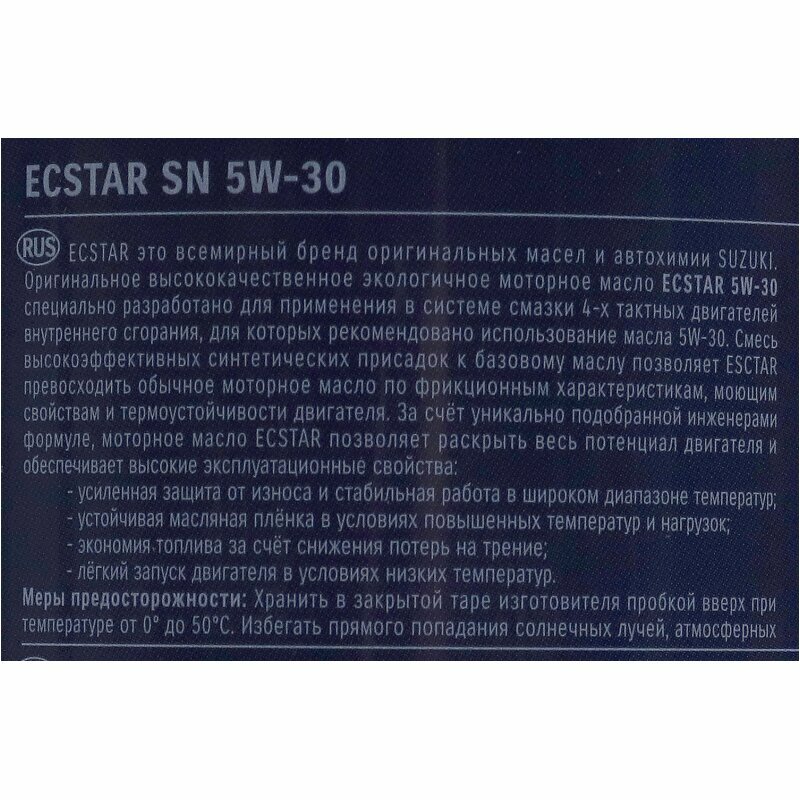 ECSTAR SN 5W-30
RUS ECSTAR это всемирный бренд оригинальных масел и автохимии SUZUKI.
Оригинальное высококачественное экологичное моторное масло ECSTAR 5W-30
специально разработано для применения в системе смазки 4-х тактных двигателей
внутреннего сгорания, для которых рекомендовано использование масла 5W-30. Смесь
высокоэффективных синтетических присадок к базовому маслу позволяет ESCTAR
превосходить обычное моторное масло по фрикционным характеристикам, моющим
свойствам и термоустойчивости двигателя. За счёт уникально подобранной инженерами
формуле, моторное масло ECSTAR позволяет раскрыть весь потенциал двигателя и
обеспечивает высокие эксплуатационные свойства:
- усиленная защита от износа и стабильная работа в широком диапазоне температур;
- устойчивая масляная плёнка в условиях повышенных температур и нагрузок;
- экономия топлива за счёт снижения потерь на трение;
- лёгкий запуск двигателя в условиях низких температур.
Меры предосторожности: Хранить в закрытой таре изготовителя пробкой вверх при
температуре от 0° до 50°С. Избегать прямого попадания солнечных лучей, атмосферных